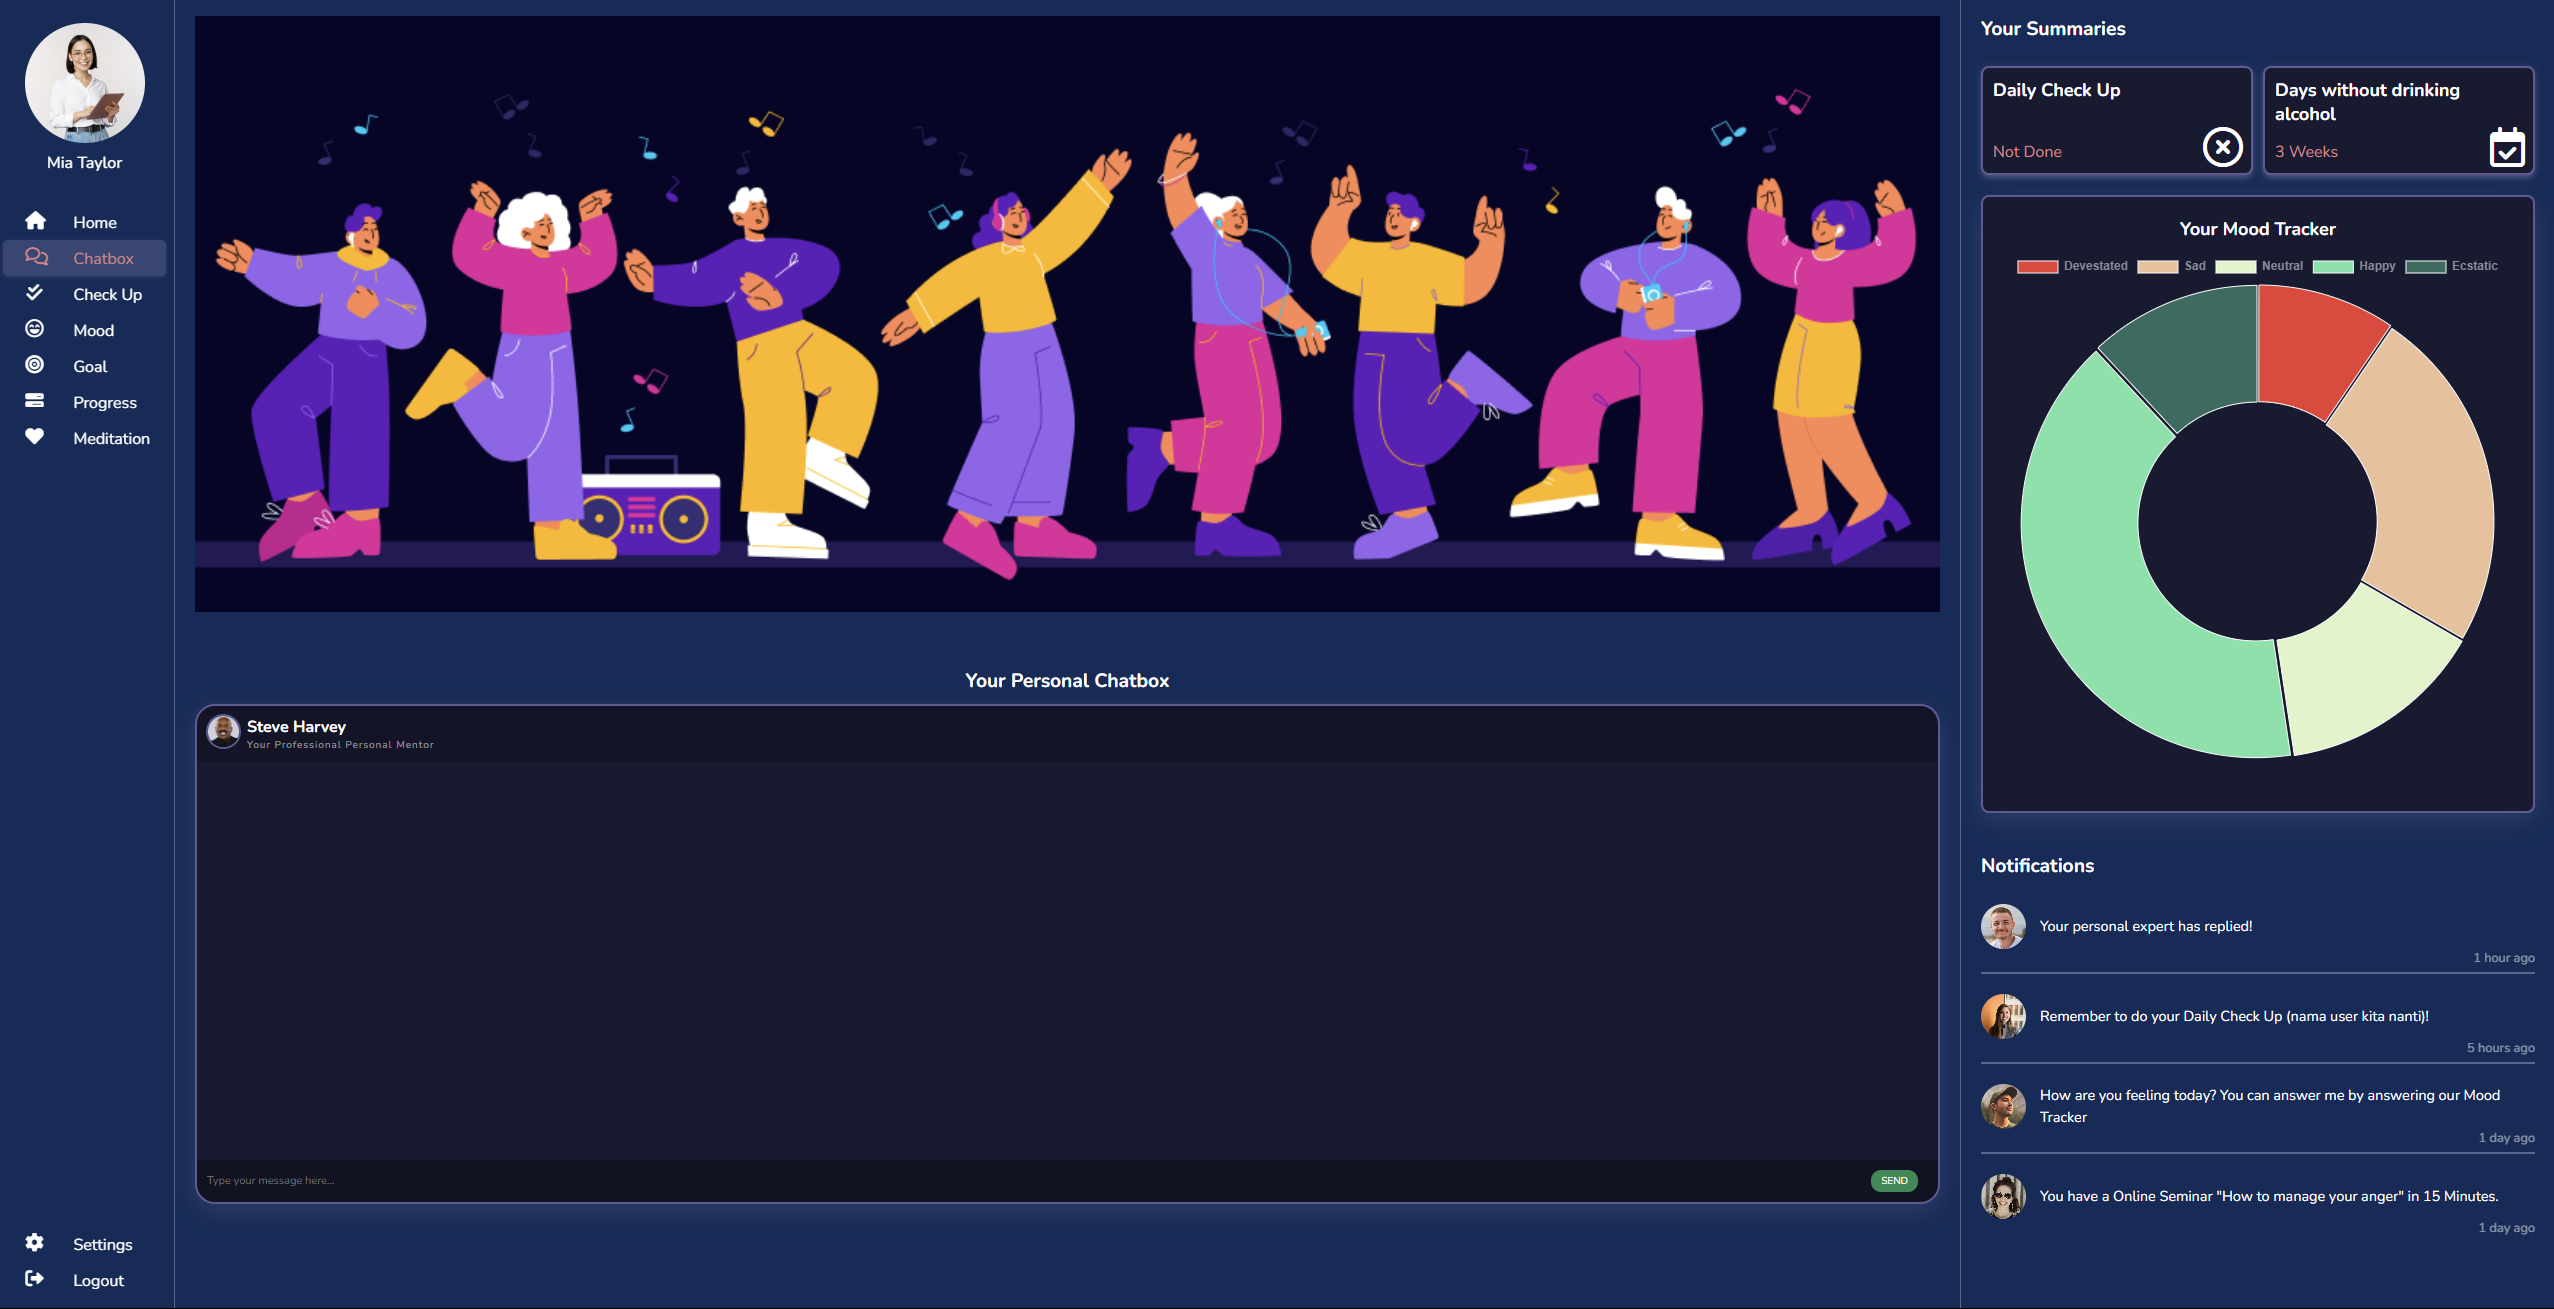 Mia Taylor
Home
Chatbox
Check Up
Mood
Goal
Progress
Meditation
Settings
Logout
Your Personal Chatbox
Steve Harvey
Your Professional Personal Mentor
Type your message here...
SEND
Your Summaries
Daily Check Up
Not Done
Days without drinking
alcohol
3 Weeks
Your Mood Tracker
Devestated Sad Neutral Happy Ecstatic
Notifications
Your personal expert has replied!
1 hour ago
Remember to do your Daily Check Up (nama user kita nanti)!
5 hours ago
How are you feeling today? You can answer me by answering our Mood
Tracker
1 day ago
You have a Online Seminar "How to manage your anger" in 15 Minutes.
1 day ago